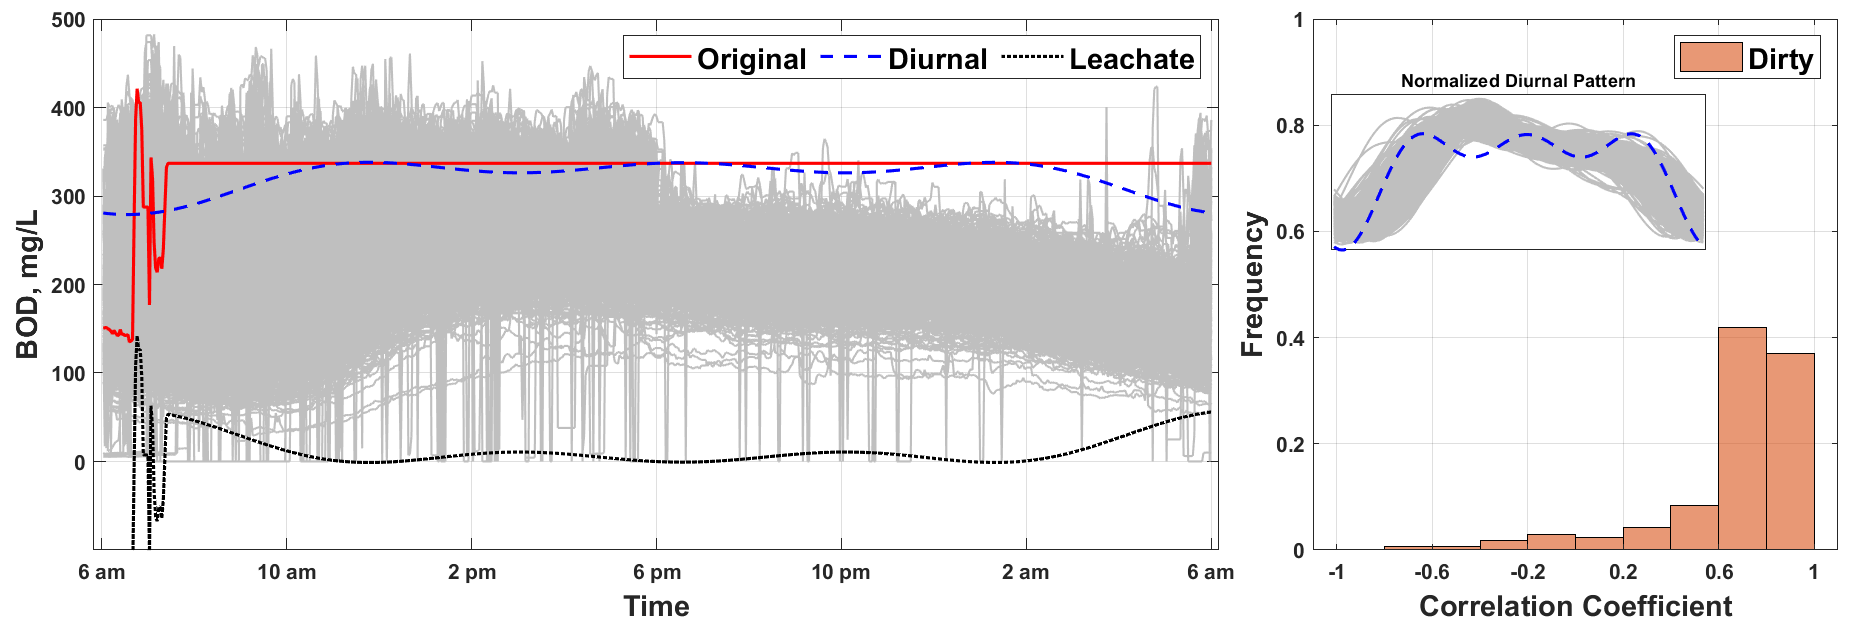 500
400
300
200
100
0
BOD, mg/L
Original Diurnal Leachate
6 am 10 am 2 pm 6 pm 10 pm 2 am 6 am
Time
1
0.8
0.6
0.4
0.2
0
Frequency
Dirty
Normalized Diurnal Pattern
-1 -0.6 -0.2 0.2 0.6 1
Correlation Coefficient